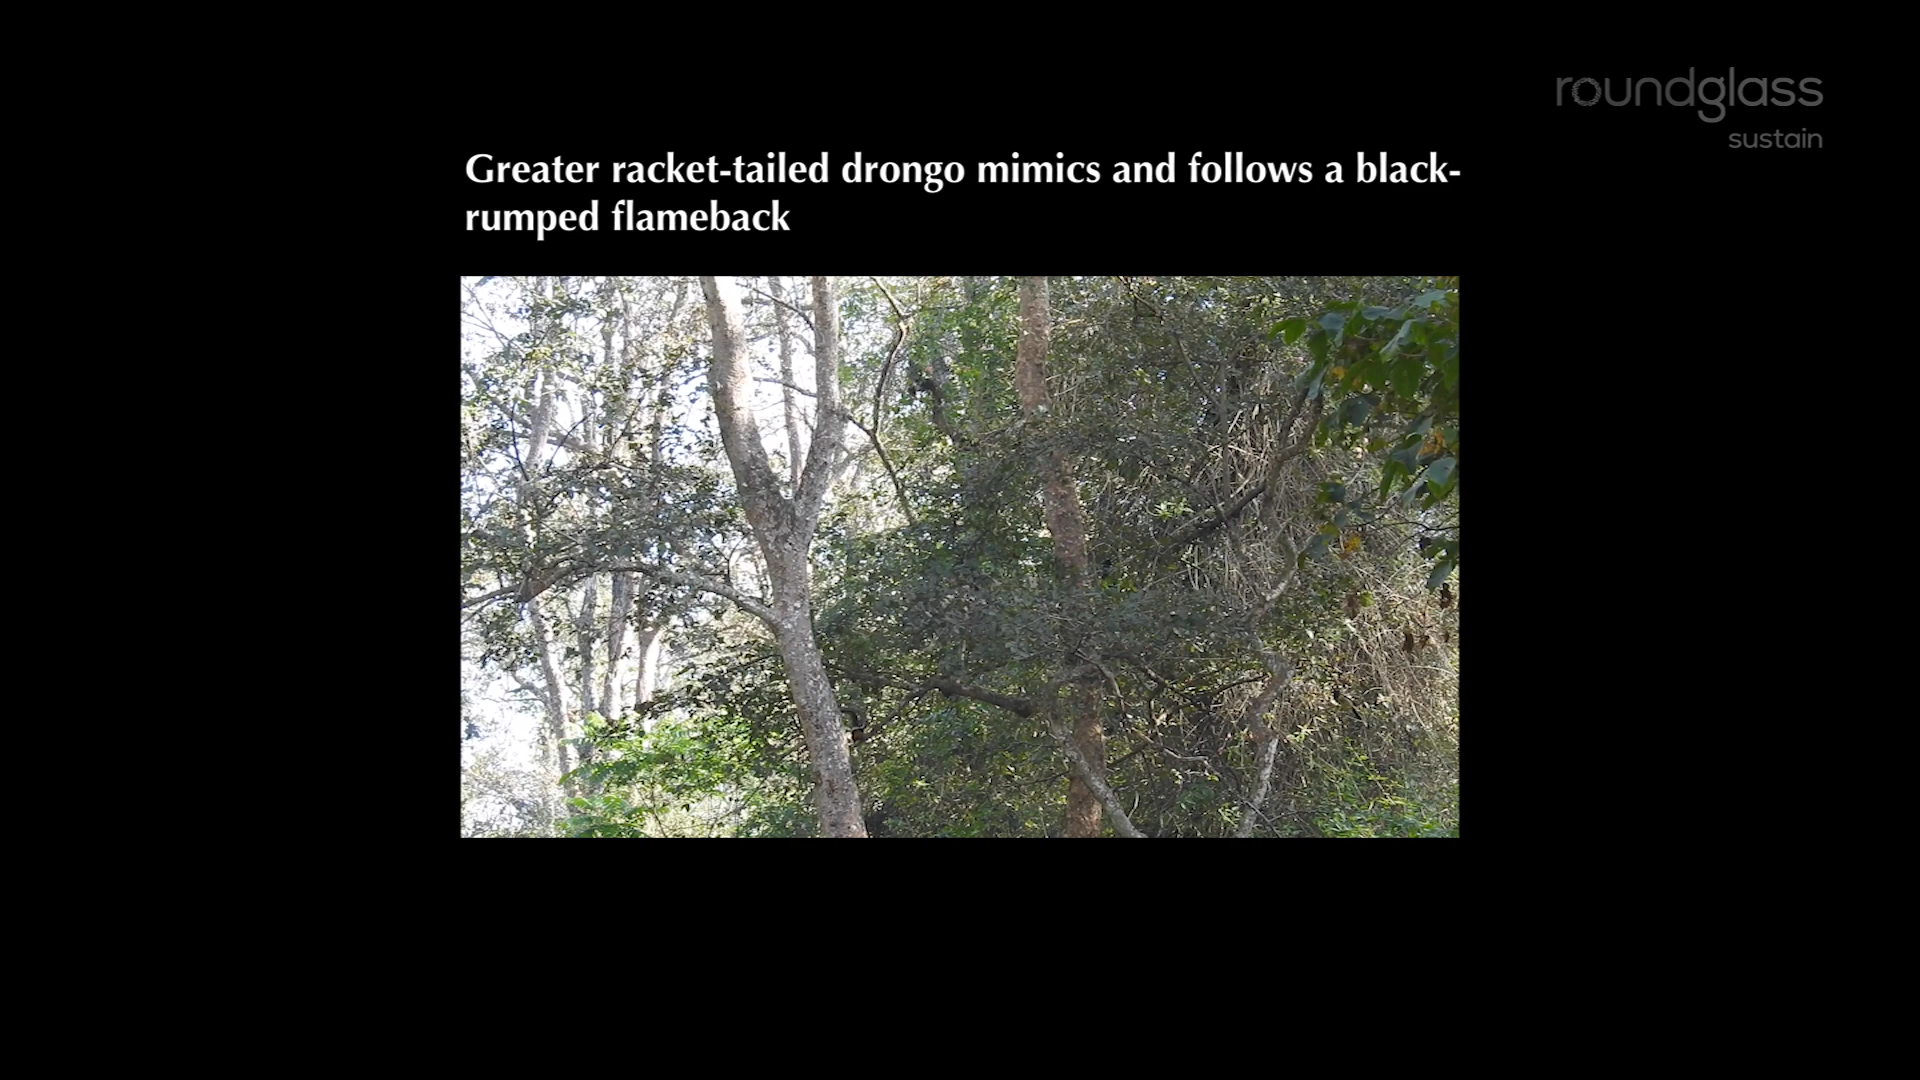 roundglass
sustain
Greater racket-tailed drongo mimics and follows a black-
rumped flameback